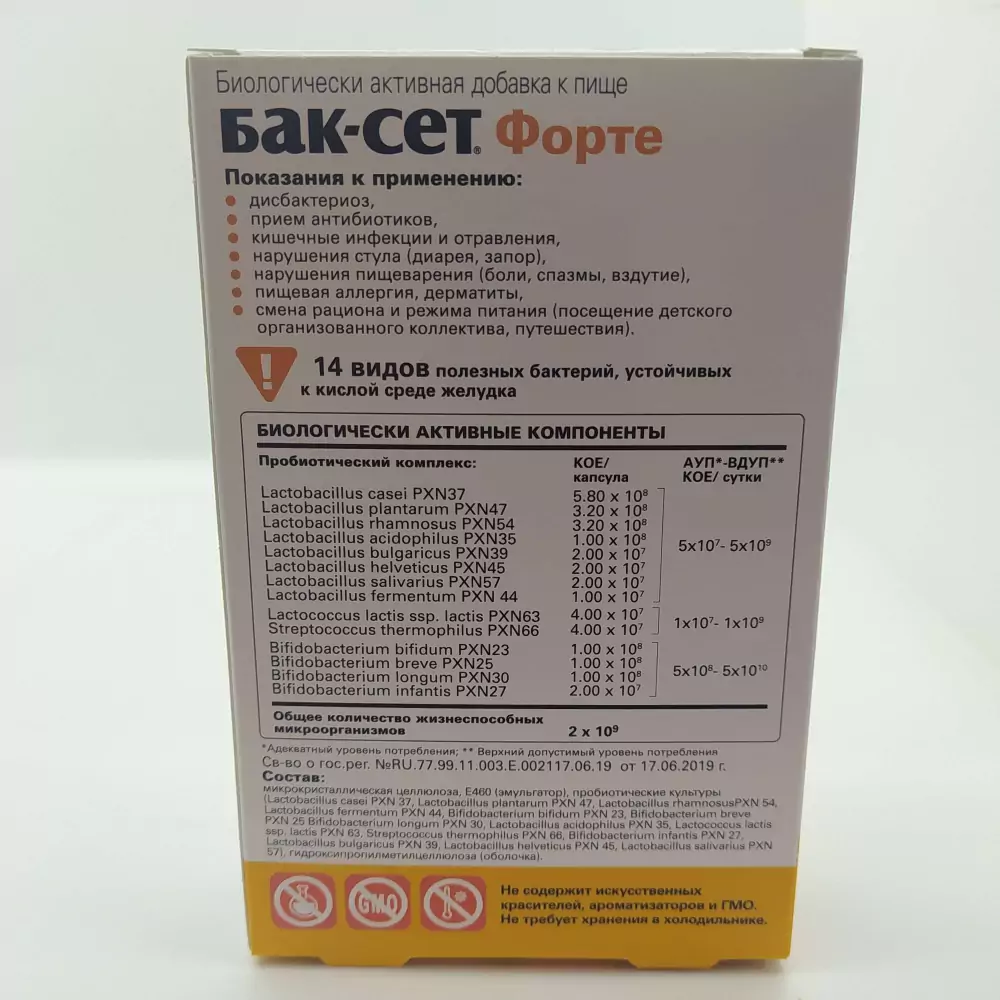 Биологически активная добавка к пище
Бак-сет® Форте
Показания к применению:
• дисбактериоз,
• прием антибиотиков,
• кишечные инфекции и отравления,
• нарушения стула (диарея, запор),
• нарушения пищеварения (боли, спазмы, вздутие),
• пищевая аллергия, дерматиты,
• смена рациона и режима питания (посещение детского
организованного коллектива, путешествия).
! 14 видов полезных бактерий, устойчивых
к кислой среде желудка
БИОЛОГИЧЕСКИ АКТИВНЫЕ КОМПОНЕНТЫ
Пробиотический комплекс: КОЕ/ капсула АУП*-ВДУП** КОЕ/ сутки
Lactobacillus casei PXN37 5.80 x 10⁸
Lactobacillus plantarum PXN47 3.20 x 10⁸
Lactobacillus rhamnosus PXN54 3.20 x 10⁸
Lactobacillus acidophilus PXN35 1.00 x 10⁸
Lactobacillus bulgaricus PXN39 2.00 x 10⁷ 5x10⁷- 5x10⁹
Lactobacillus helveticus PXN45 2.00 x 10⁷
Lactobacillus salivarius PXN57 2.00 x 10⁷
Lactobacillus fermentum PXN 44 1.00 x 10⁷
Lactococcus lactis ssp. lactis PXN63 4.00 x 10⁷ 1x10⁷- 1x10⁹
Streptococcus thermophilus PXN66 4.00 x 10⁷
Bifidobacterium bifidum PXN23 1.00 x 10⁸
Bifidobacterium breve PXN25 1.00 x 10⁸ 5x10⁸- 5x10¹⁰
Bifidobacterium longum PXN30 1.00 x 10⁸
Bifidobacterium infantis PXN27 2.00 x 10⁷
Общее количество жизнеспособных
микроорганизмов 2 x 10⁹
*Адекватный уровень потребления; ** Верхний допустимый уровень потребления
Св-во о гос.рег. №RU.77.99.11.003.E.002117.06.19 от 17.06.2019 г.
Состав:
микрокристаллическая целлюлоза, E460 (эмульгатор), пробиотические культуры
(Lactobacillus casei PXN 37, Lactobacillus plantarum PXN 47, Lactobacillus rhamnosusPXN 54,
Lactobacillus fermentum PXN 44, Bifidobacterium bifidum PXN 23, Bifidobacterium breve
PXN 25 Bifidobacterium longum PXN 30, Lactobacillus acidophilus PXN 35, Lactococcus lactis
ssp. lactis PXN 63, Streptococcus thermophilus PXN 66, Bifidobacterium infantis PXN 27,
Lactobacillus bulgaricus PXN 39, Lactobacillus helveticus PXN 45, Lactobacillus salivarius PXN
57), гидроксипропилметилцеллюлоза (оболочка).
GMO
Не содержит искусственных
красителей, ароматизаторов и ГМО.
Не требует хранения в холодильнике.